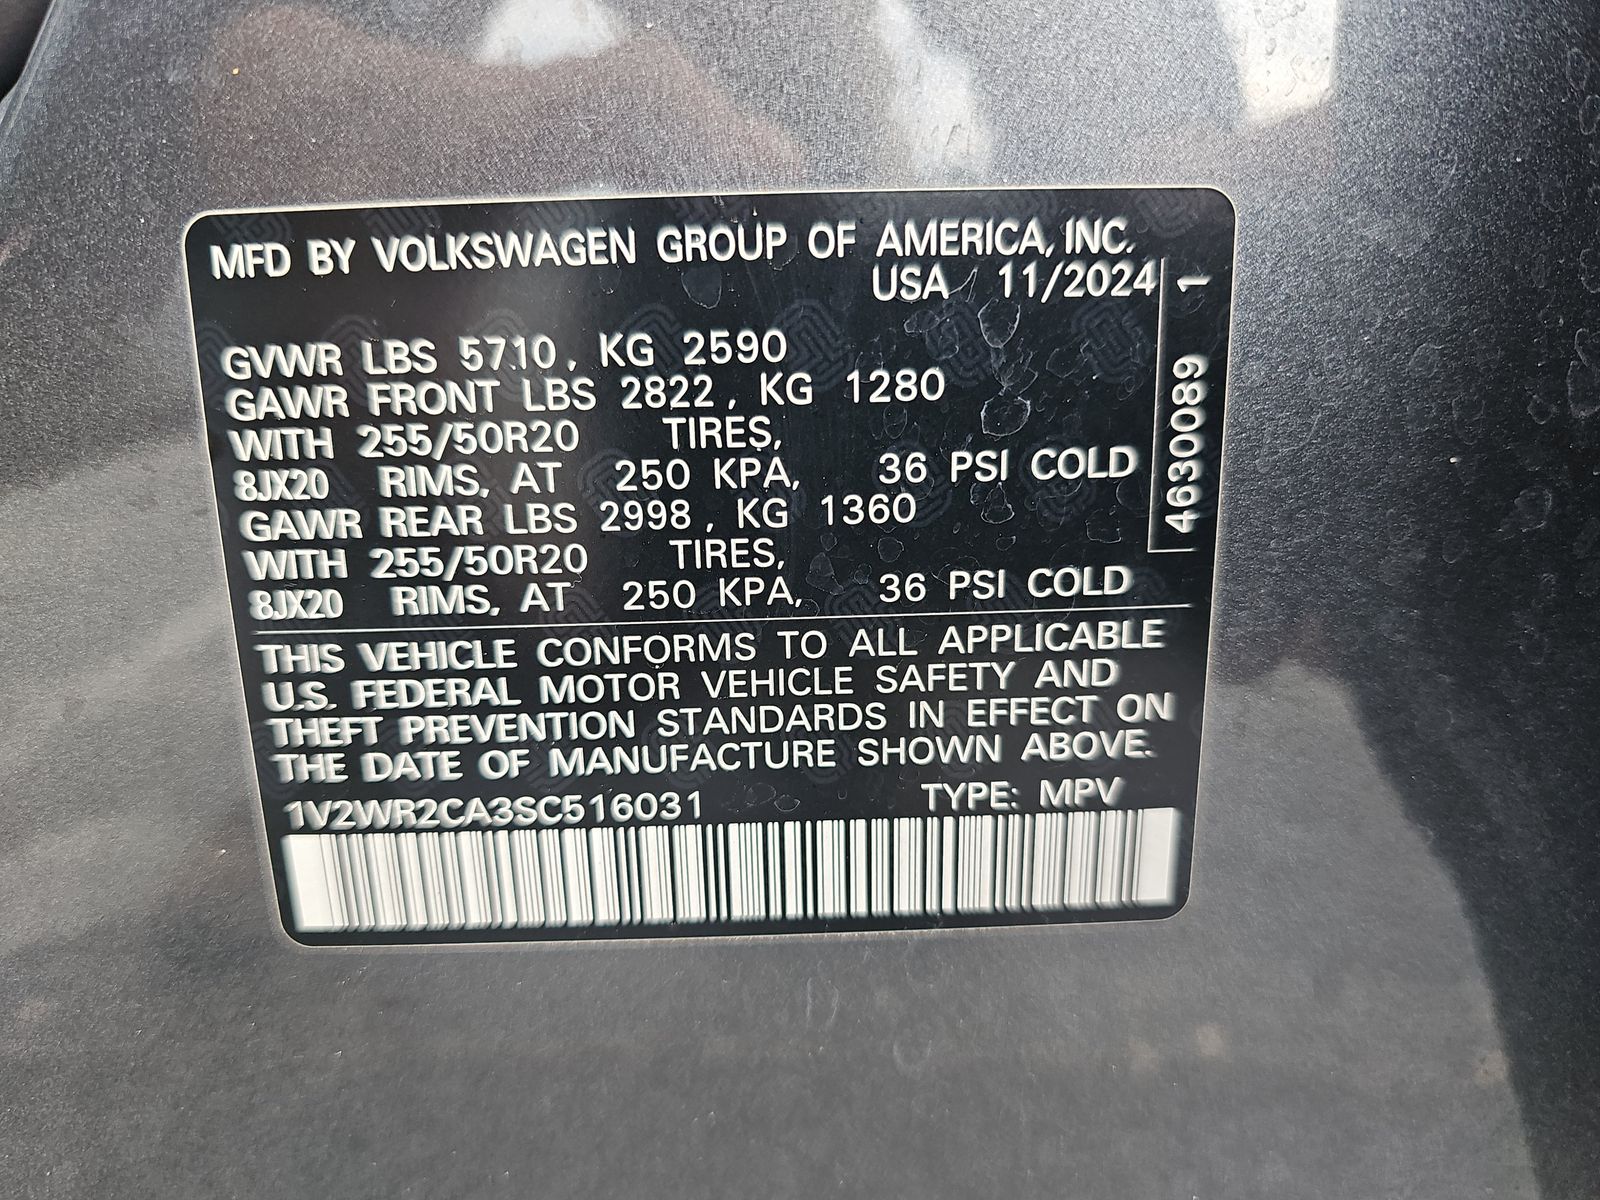 MFD BY VOLKSWAGEN GROUP OF AMERICA, INC.
USA 11/2024
GVWR LBS 5710, KG 2590
GAWR FRONT LBS 2822, KG 1280
WITH 255/50R20 TIRES,
8JX20 RIMS, AT 250 KPA, 36 PSI COLD
GAWR REAR LBS 2998, KG 1360
WITH 255/50R20 TIRES,
8JX20 RIMS, AT 250 KPA, 36 PSI COLD
THIS VEHICLE CONFORMS TO ALL APPLICABLE
U.S. FEDERAL MOTOR VEHICLE SAFETY AND
THEFT PREVENTION STANDARDS IN EFFECT ON
THE DATE OF MANUFACTURE SHOWN ABOVE.
1V2WR2CA3SC516031 TYPE: MPV
4630089 1